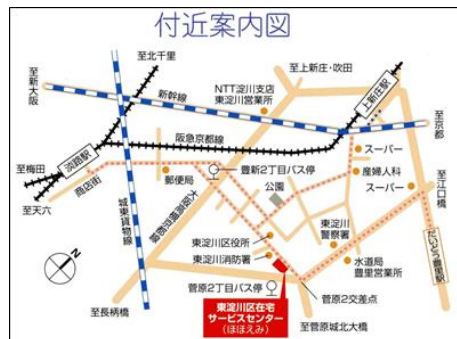 付近案内図
至北千里
至上新庄・吹田
至新大阪
新幹線
NTT淀川支店
東淀川営業所
上新庄駅
至京都
阪急京都線
淡路駅
至梅田
商店街
至天六
郵便局
豊新2丁目バス停
公園
スーパー
産婦人科
スーパー
至江口橋
城東貨物線
東淀川区役所
東淀川消防署
東淀川警察署
水道局
豊里営業所
だいどう豊里駅
菅原2丁目バス停
菅原2交差点
至長柄橋
東淀川区在宅
サービスセンター
(ほほえみ)
至菅原城北大橋
N